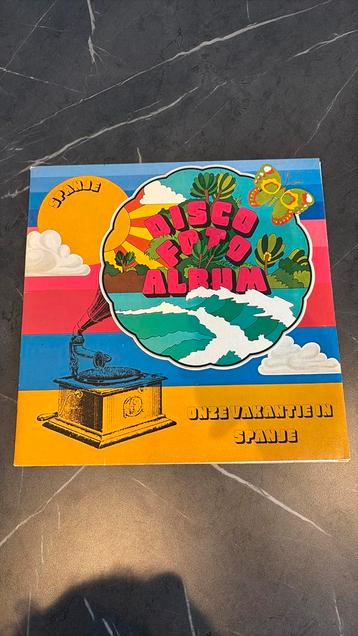 SPANJE
DISCO
FOTO
ALBUM
ONZE VAKANTIE IN
SPANJE